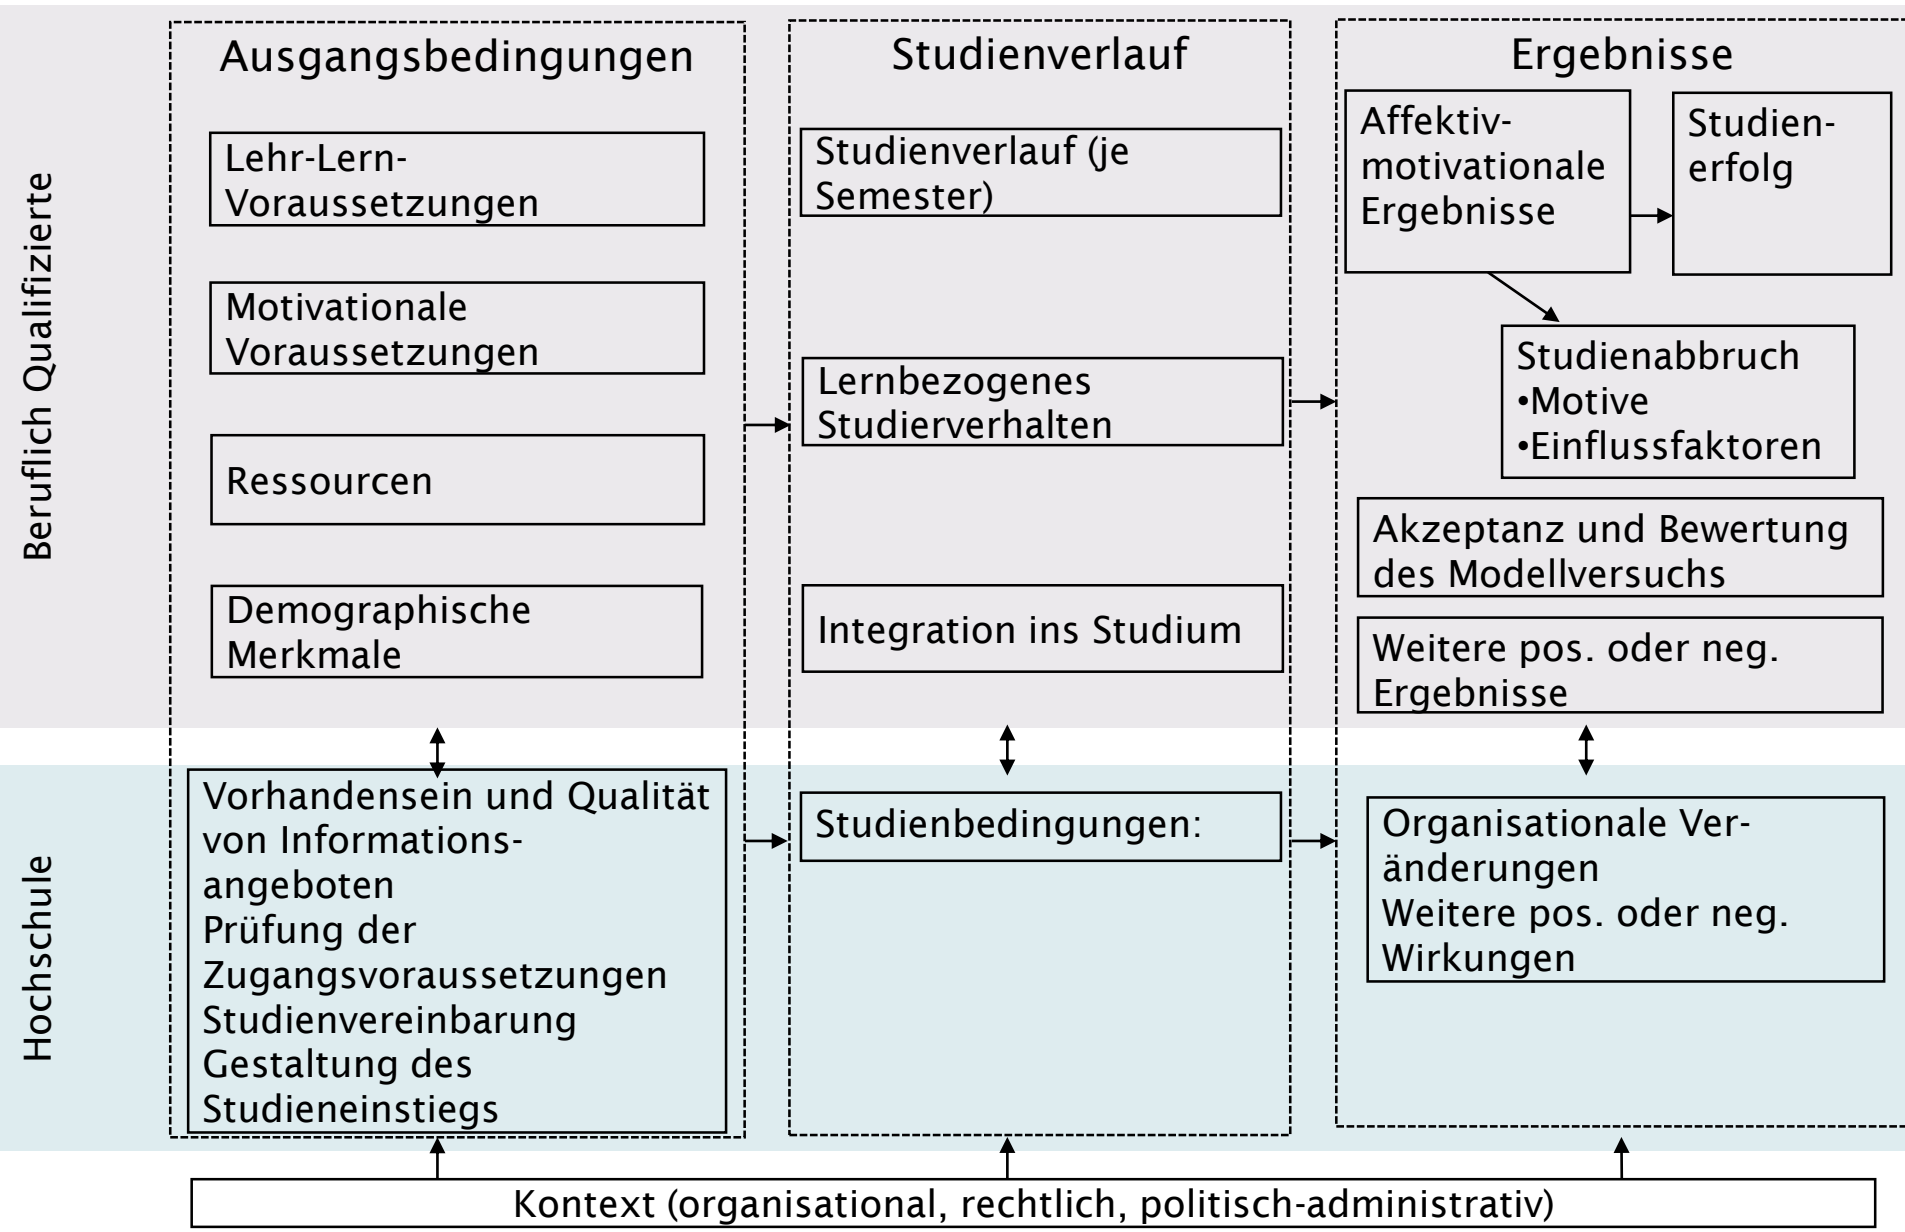 Ausgangsbedingungen
Studienverlauf
Ergebnisse
Beruflich Qualifizierte
Lehr-Lern-
Voraussetzungen
Motivationale
Voraussetzungen
Ressourcen
Demographische
Merkmale
Studienverlauf (je
Semester)
Lernbezogenes
Studierverhalten
Integration ins Studium
Affektiv-
motivationale
Ergebnisse
Studien-
erfolg
Studienabbruch
•Motive
•Einflussfaktoren
Akzeptanz und Bewertung
des Modellversuchs
Weitere pos. oder neg.
Ergebnisse
Hochschule
Vorhandensein und Qualität
von Informations-
angeboten
Prüfung der
Zugangsvoraussetzungen
Studienvereinbarung
Gestaltung des
Studieneinstiegs
Studienbedingungen:
Organisationale Ver-
änderungen
Weitere pos. oder neg.
Wirkungen
Kontext (organisational, rechtlich, politisch-administrativ)